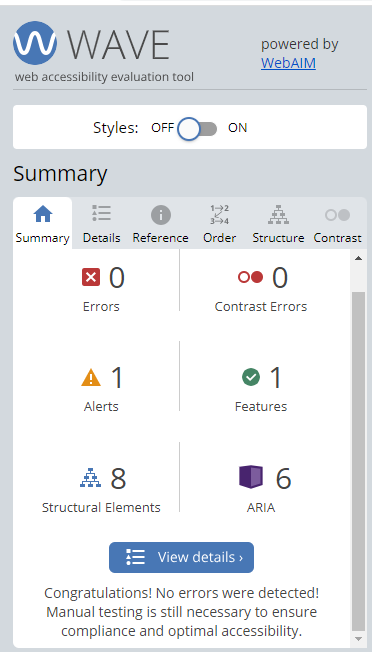 WAVE
web accessibility evaluation tool
powered by
WebAIM
Styles: OFF ON
Summary
Summary Details Reference Order Structure Contrast
0
Errors
0
Contrast Errors
1
Alerts
1
Features
8
Structural Elements
6
ARIA
View details ›
Congratulations! No errors were detected!
Manual testing is still necessary to ensure
compliance and optimal accessibility.